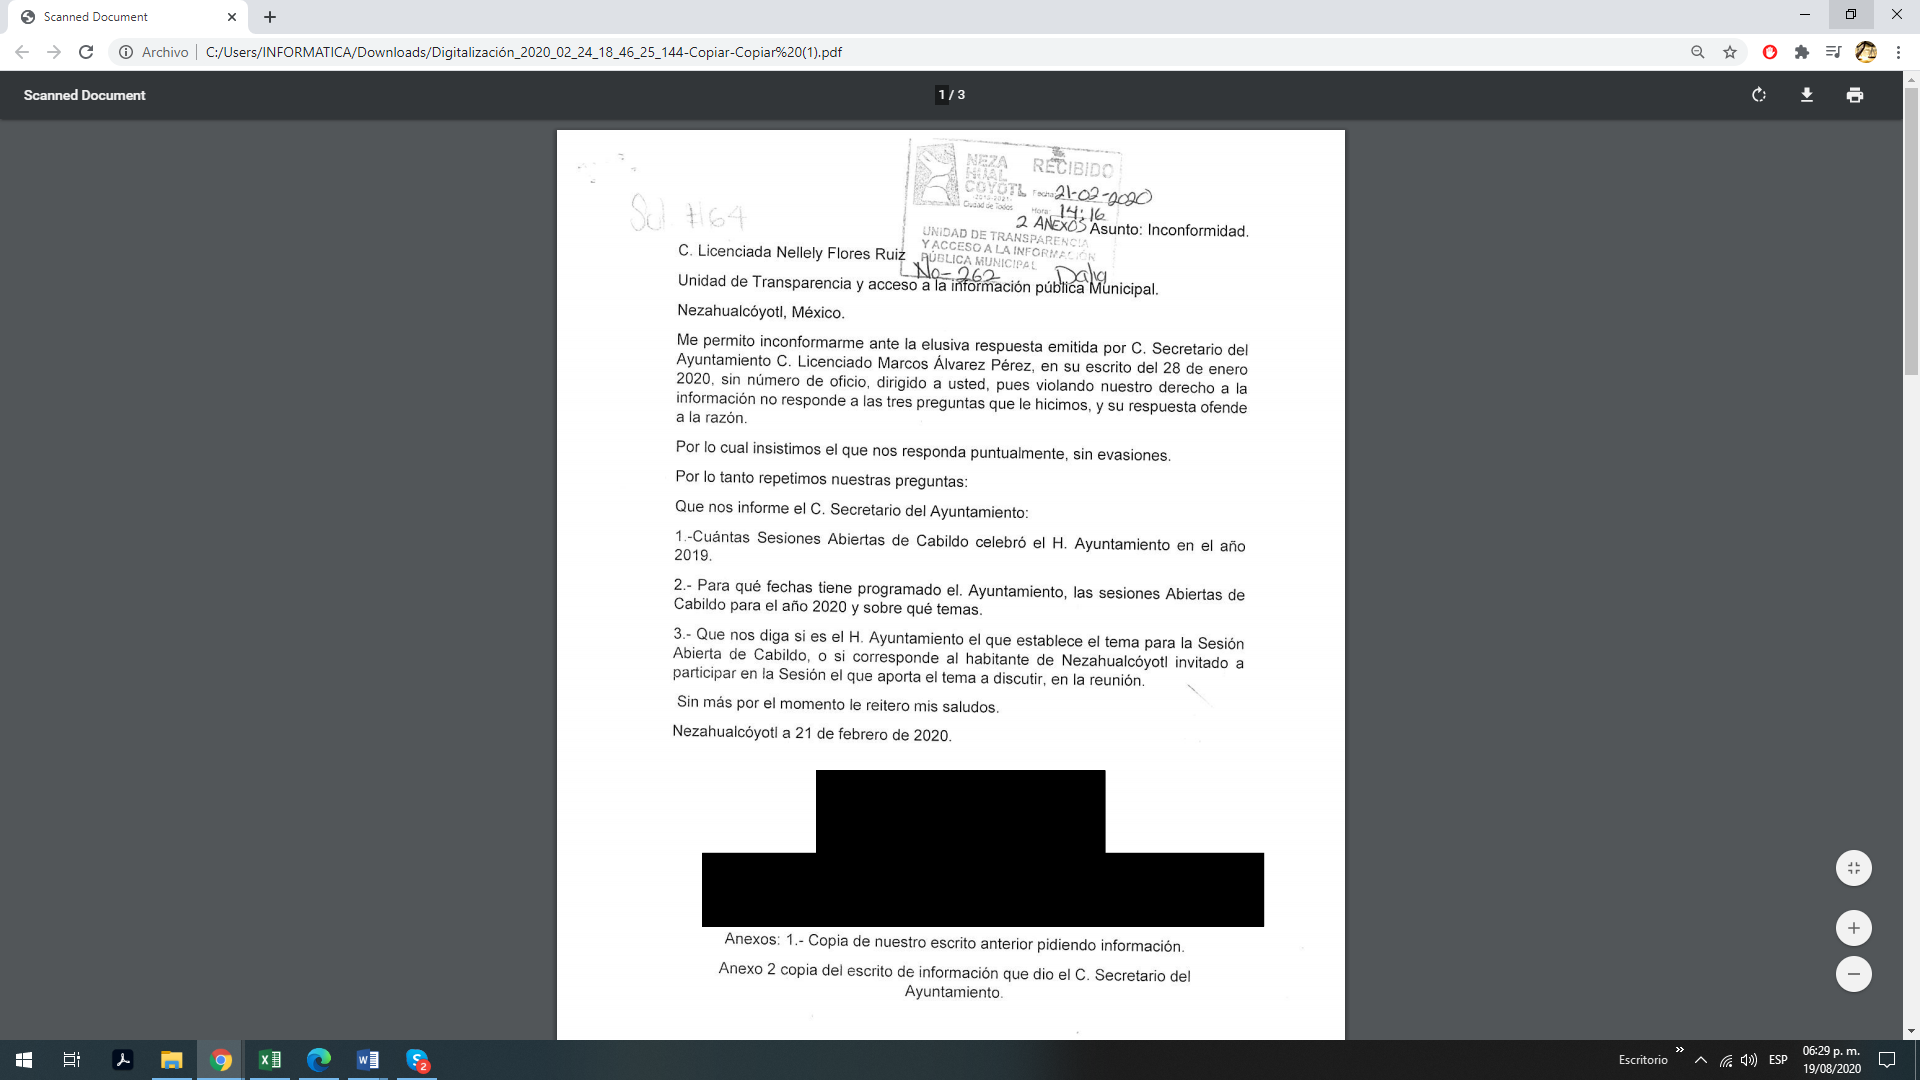 Scanned Document
Archivo C:/Users/INFORMATICA/Downloads/Digitalización_2020_02_24_18_46_25_144-Copiar-Copiar%20(1).pdf
Scanned Document
1 / 3
NEZA
HUAL
COYOTL
Ciudad de Todos
RECIBIDO
Fecha: 21-02-2020
Hora: 14:16
2 ANEXOS
Sol. #164
Asunto: Inconformidad.
UNIDAD DE TRANSPARENCIA
Y ACCESO A LA INFORMACIÓN
PÚBLICA MUNICIPAL
No- 262 Dalia
C. Licenciada Nellely Flores Ruiz
Unidad de Transparencia y acceso a la información pública Municipal.
Nezahualcóyotl, México.
Me permito inconformarme ante la elusiva respuesta emitida por C. Secretario del
Ayuntamiento C. Licenciado Marcos Álvarez Pérez, en su escrito del 28 de enero
2020, sin número de oficio, dirigido a usted, pues violando nuestro derecho a la
información no responde a las tres preguntas que le hicimos, y su respuesta ofende
a la razón.
Por lo cual insistimos el que nos responda puntualmente, sin evasiones.
Por lo tanto repetimos nuestras preguntas:
Que nos informe el C. Secretario del Ayuntamiento:
1.-Cuántas Sesiones Abiertas de Cabildo celebró el H. Ayuntamiento en el año
2019.
2.- Para qué fechas tiene programado el. Ayuntamiento, las sesiones Abiertas de
Cabildo para el año 2020 y sobre qué temas.
3.- Que nos diga si es el H. Ayuntamiento el que establece el tema para la Sesión
Abierta de Cabildo, o si corresponde al habitante de Nezahualcóyotl invitado a
participar en la Sesión el que aporta el tema a discutir, en la reunión.
Sin más por el momento le reitero mis saludos.
Nezahualcóyotl a 21 de febrero de 2020.
Anexos: 1.- Copia de nuestro escrito anterior pidiendo información.
Anexo 2 copia del escrito de información que dio el C. Secretario del
Ayuntamiento.
Escritorio
ESP
06:29 p. m.
19/08/2020
2